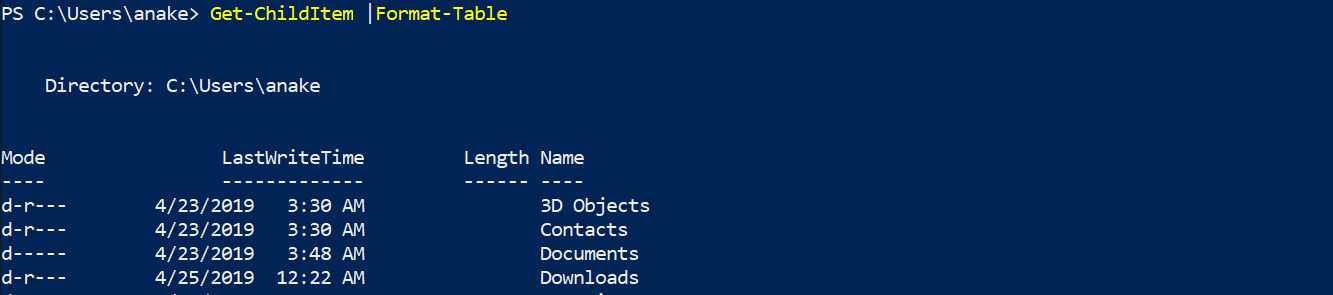 PS C:\Users\anake> Get-ChildItem |Format-Table
Directory: C:\Users\anake
Mode LastWriteTime Length Name
---- ------------- ------ ----
d-r--- 4/23/2019 3:30 AM 3D Objects
d-r--- 4/23/2019 3:30 AM Contacts
d----- 4/23/2019 3:48 AM Documents
d-r--- 4/25/2019 12:22 AM Downloads